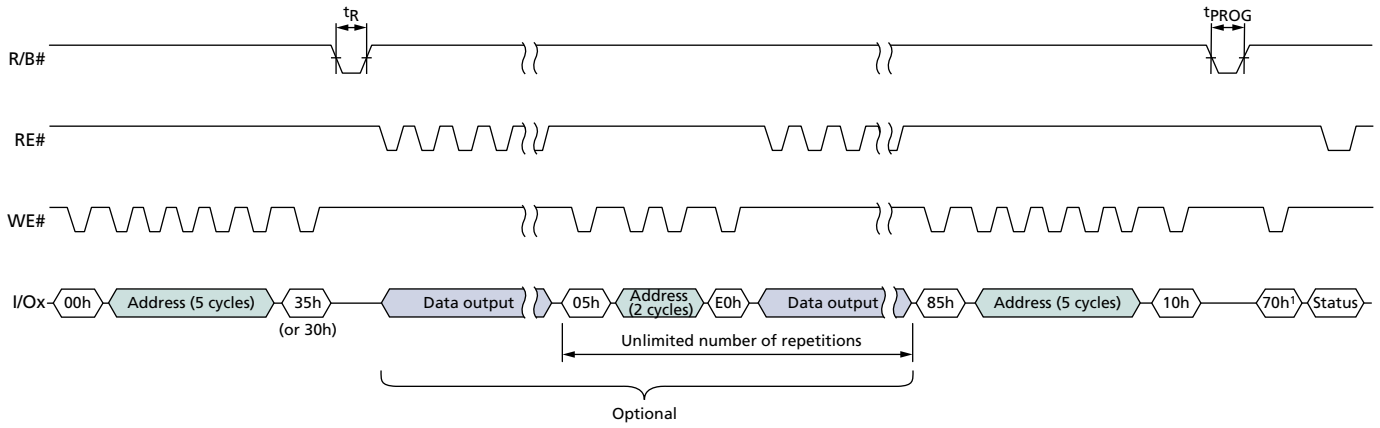 tR
tPROG
R/B#
RE#
WE#
I/Ox
00h
Address (5 cycles)
35h
(or 30h)
Data output
05h
Address
(2 cycles)
E0h
Data output
85h
Address (5 cycles)
10h
70h1
Status
Unlimited number of repetitions
Optional